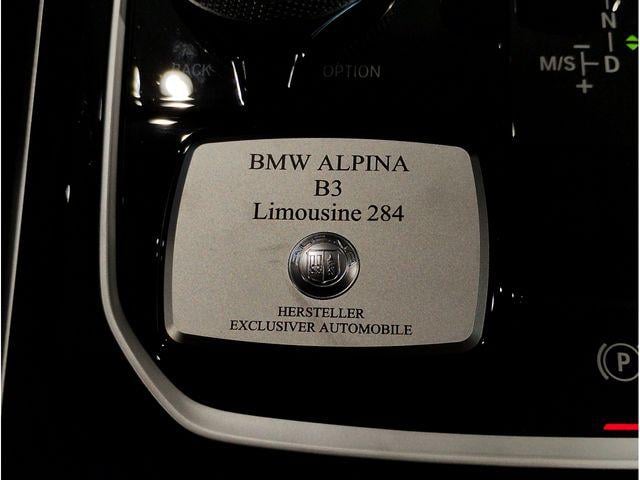 BACK
OPTION
N
M/S
−
D
+
BMW ALPINA
B3
Limousine 284
HERSTELLER
EXCLUSIVER AUTOMOBILE
P